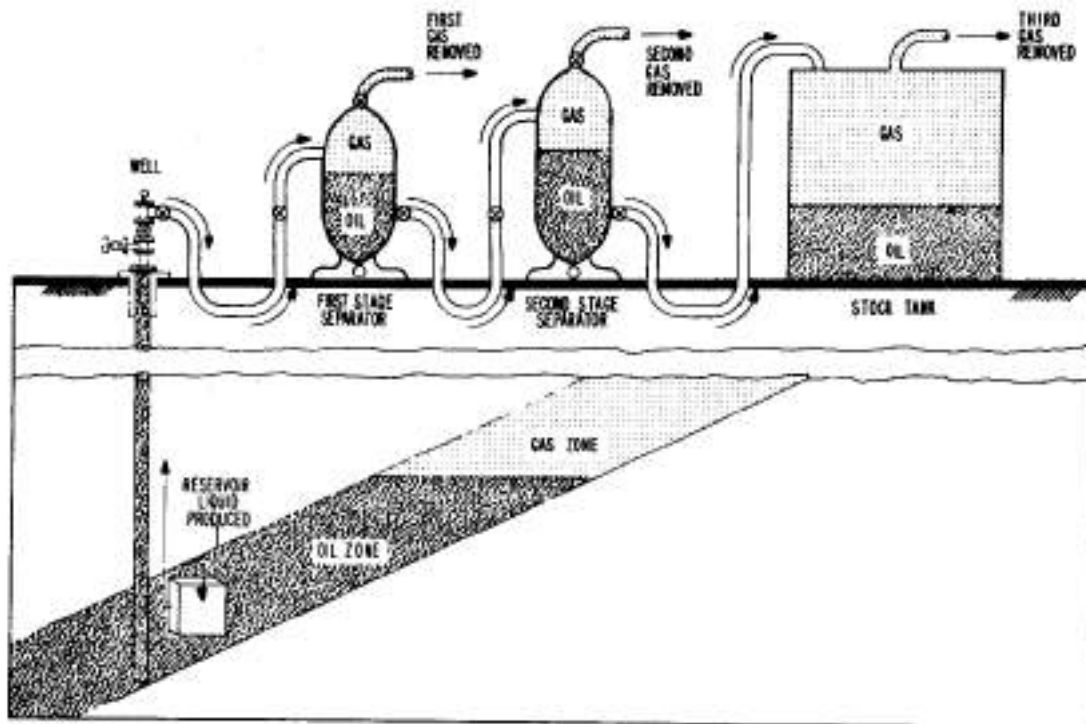 FIRST
GAS
REMOVED
SECOND
GAS
REMOVED
THIRD
GAS
REMOVED
GAS
GAS
GAS
WELL
OIL
OIL
OIL
FIRST STAGE
SEPARATOR
SECOND STAGE
SEPARATOR
STOCK TANK
GAS ZONE
RESERVOIR
LIQUID
PRODUCED
OIL ZONE